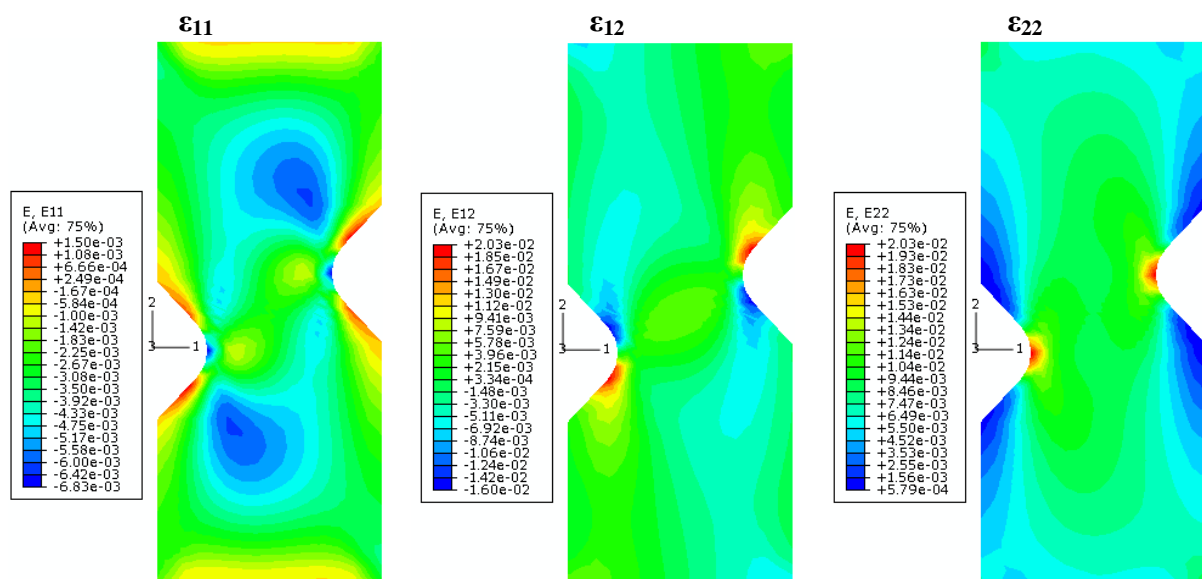 ε11
ε12
ε22
E, E11
(Avg: 75%)
+1.50e-03
+1.08e-03
+6.66e-04
+2.49e-04
-1.67e-04
-5.84e-04
-1.00e-03
-1.42e-03
-1.83e-03
-2.25e-03
-2.67e-03
-3.08e-03
-3.50e-03
-3.92e-03
-4.33e-03
-4.75e-03
-5.17e-03
-5.58e-03
-6.00e-03
-6.42e-03
-6.83e-03
2
3
1
E, E12
(Avg: 75%)
+2.03e-02
+1.85e-02
+1.67e-02
+1.49e-02
+1.30e-02
+1.12e-02
+9.41e-03
+7.59e-03
+5.78e-03
+3.96e-03
+2.15e-03
+3.34e-04
-1.48e-03
-3.30e-03
-5.11e-03
-6.92e-03
-8.74e-03
-1.06e-02
-1.24e-02
-1.42e-02
-1.60e-02
2
3
1
E, E22
(Avg: 75%)
+2.03e-02
+1.93e-02
+1.83e-02
+1.73e-02
+1.63e-02
+1.53e-02
+1.44e-02
+1.34e-02
+1.24e-02
+1.14e-02
+1.04e-02
+9.44e-03
+8.46e-03
+7.47e-03
+6.49e-03
+5.50e-03
+4.52e-03
+3.53e-03
+2.55e-03
+1.56e-03
+5.79e-04
2
3
1